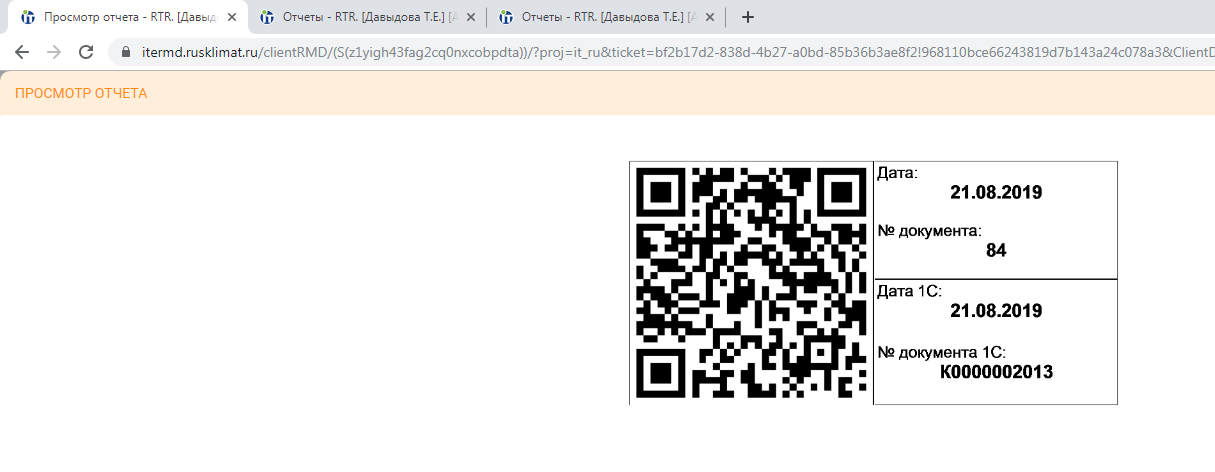 Просмотр отчета - RTR. [Давыд
Отчеты - RTR. [Давыдова Т.Е.] [А
Отчеты - RTR. [Давыдова Т.Е.] [А
itermd.rusklimat.ru/clientRMD/(S(z1yigh43fag2cq0nxcobpdta))/?proj=it_ru&ticket=bf2b17d2-838d-4b27-a0bd-85b36b3ae8f2!968110bce66243819d7b143a24c078a3&ClientD
ПРОСМОТР ОТЧЕТА
Дата:
21.08.2019
№ документа:
84
Дата 1С:
21.08.2019
№ документа 1С:
К0000002013